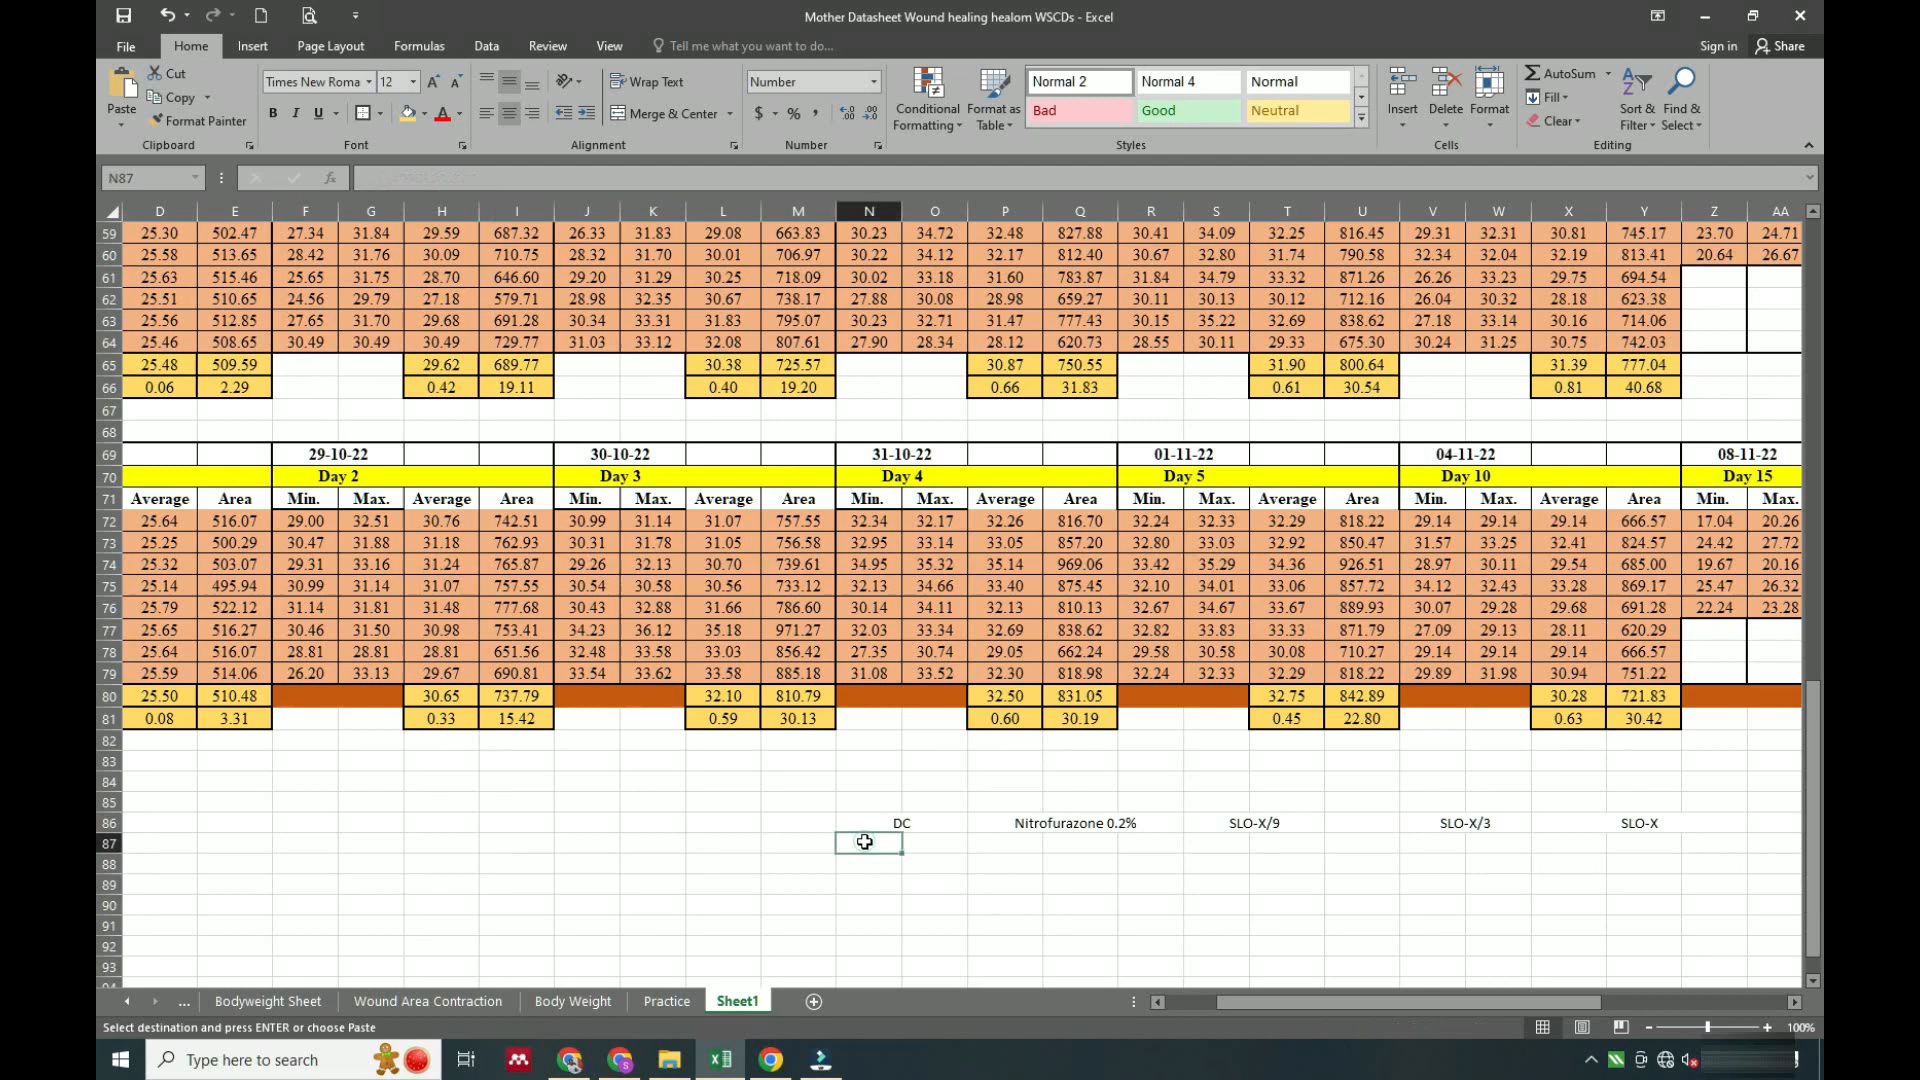 Mother Datasheet Wound healing healom WSCDs - Excel
File Home Insert Page Layout Formulas Data Review View Tell me what you want to do... Sign in Share
Paste Cut Copy Format Painter
Times New Roma 12
B I U
Wrap Text
Merge & Center
Number
$ % ,
Conditional Formatting Format as Table
Normal 2 Normal 4 Normal
Bad Good Neutral
Insert Delete Format
AutoSum Fill Clear
Sort & Filter Find & Select
Clipboard Font Alignment Number Styles Cells Editing
N87 fx
D E F G H I J K L M N O P Q R S T U V W X Y Z AA
59 25.30 502.47 27.34 31.84 29.59 687.32 26.33 31.83 29.08 663.83 30.23 34.72 32.48 827.88 30.41 34.09 32.25 816.45 29.31 32.31 30.81 745.17 23.70 24.71
60 25.58 513.65 28.42 31.76 30.09 710.75 28.32 31.70 30.01 706.97 30.22 34.12 32.17 812.40 30.67 32.80 31.74 790.58 32.34 32.04 32.19 813.41 20.64 26.67
61 25.63 515.46 25.65 31.75 28.70 646.60 29.20 31.29 30.25 718.09 30.02 33.18 31.60 783.87 31.84 34.79 33.32 871.26 26.26 33.23 29.75 694.54
62 25.51 510.65 24.56 29.79 27.18 579.71 28.98 32.35 30.67 738.17 27.88 30.08 28.98 659.27 30.11 30.13 30.12 712.16 26.04 30.32 28.18 623.38
63 25.56 512.85 27.65 31.70 29.68 691.28 30.34 33.31 31.83 795.07 30.23 32.71 31.47 777.43 30.15 35.22 32.69 838.62 27.18 33.14 30.16 714.06
64 25.46 508.65 30.49 30.49 30.49 729.77 31.03 33.12 32.08 807.61 27.90 28.34 28.12 620.73 28.55 30.11 29.33 675.30 30.24 31.25 30.75 742.03
65 25.48 509.59 29.62 689.77 30.38 725.57 30.87 750.55 31.90 800.64 31.39 777.04
66 0.06 2.29 0.42 19.11 0.40 19.20 0.66 31.83 0.61 30.54 0.81 40.68
67
68
69 29-10-22 30-10-22 31-10-22 01-11-22 04-11-22 08-11-22
70 Day 2 Day 3 Day 4 Day 5 Day 10 Day 15
71 Average Area Min. Max. Average Area Min. Max. Average Area Min. Max. Average Area Min. Max. Average Area Min. Max. Average Area Min. Max.
72 25.64 516.07 29.00 32.51 30.76 742.51 30.99 31.14 31.07 757.55 32.34 32.17 32.26 816.70 32.24 32.33 32.29 818.22 29.14 29.14 29.14 666.57 17.04 20.26
73 25.25 500.29 30.47 31.88 31.18 762.93 30.31 31.78 31.05 756.58 32.95 33.14 33.05 857.20 32.80 33.03 32.92 850.47 31.57 33.25 32.41 824.57 24.42 27.72
74 25.32 503.07 29.31 33.16 31.24 765.87 29.26 32.13 30.70 739.61 34.95 35.32 35.14 969.06 33.42 35.29 34.36 926.51 28.97 30.11 29.54 685.00 19.67 20.16
75 25.14 495.94 30.99 31.14 31.07 757.55 30.54 30.58 30.56 733.12 32.13 34.66 33.40 875.45 32.10 34.01 33.06 857.72 34.12 32.43 33.28 869.17 25.47 26.32
76 25.79 522.12 31.14 31.81 31.48 777.68 30.43 32.88 31.66 786.60 30.14 34.11 32.13 810.13 32.67 34.67 33.67 889.93 30.07 29.28 29.68 691.28 22.24 23.28
77 25.65 516.27 30.46 31.50 30.98 753.41 34.23 36.12 35.18 971.27 32.03 33.34 32.69 838.62 32.82 33.83 33.33 871.79 27.09 29.13 28.11 620.29
78 25.64 516.07 28.81 28.81 28.81 651.56 32.48 33.58 33.03 856.42 27.35 30.74 29.05 662.24 29.58 30.58 30.08 710.27 29.14 29.14 29.14 666.57
79 25.59 514.06 26.20 33.13 29.67 690.81 33.54 33.62 33.58 885.18 31.08 33.52 32.30 818.98 32.24 32.33 32.29 818.22 29.89 31.98 30.94 751.22
80 25.50 510.48 30.65 737.79 32.10 810.79 32.50 831.05 32.75 842.89 30.28 721.83
81 0.08 3.31 0.33 15.42 0.59 30.13 0.60 30.19 0.45 22.80 0.63 30.42
82
83
84
85
86 DC Nitrofurazone 0.2% SLO-X/9 SLO-X/3 SLO-X
87
88
89
90
91
92
93
... Bodyweight Sheet Wound Area Contraction Body Weight Practice Sheet1
Select destination and press ENTER or choose Paste 100%
Type here to search